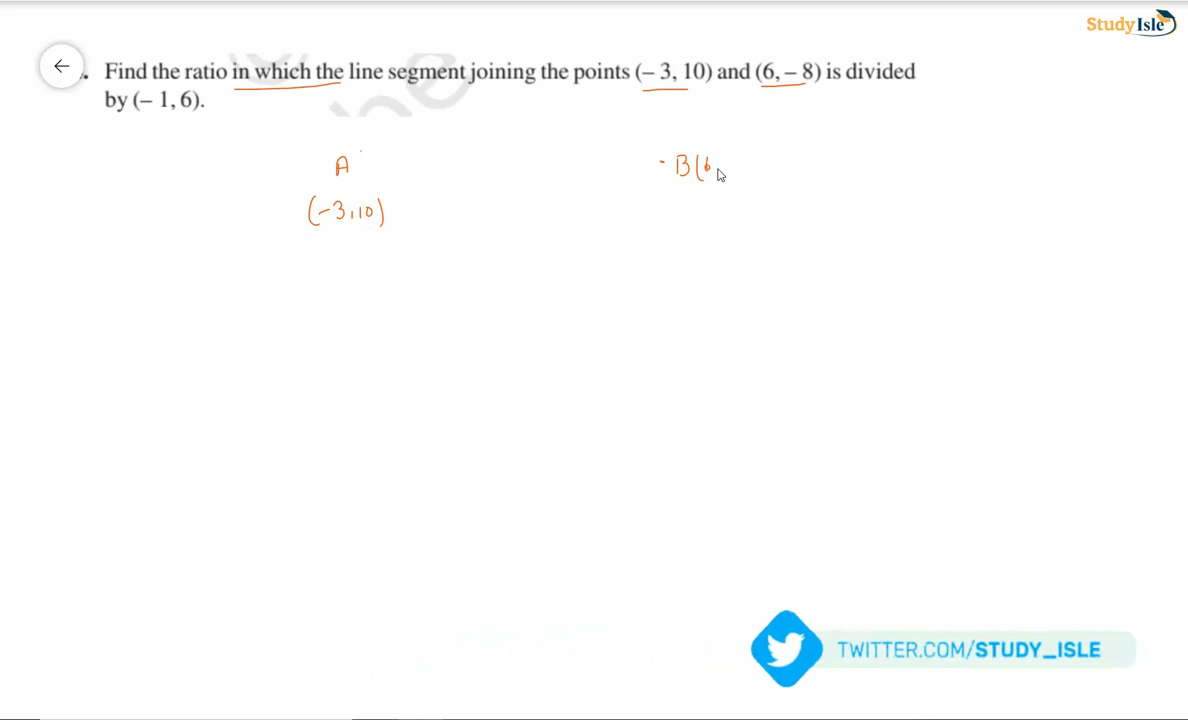 Study Isle
. Find the ratio in which the line segment joining the points (– 3, 10) and (6, – 8) is divided
by (– 1, 6).
A
B(6
(-3,10)
TWITTER.COM/STUDY_ISLE